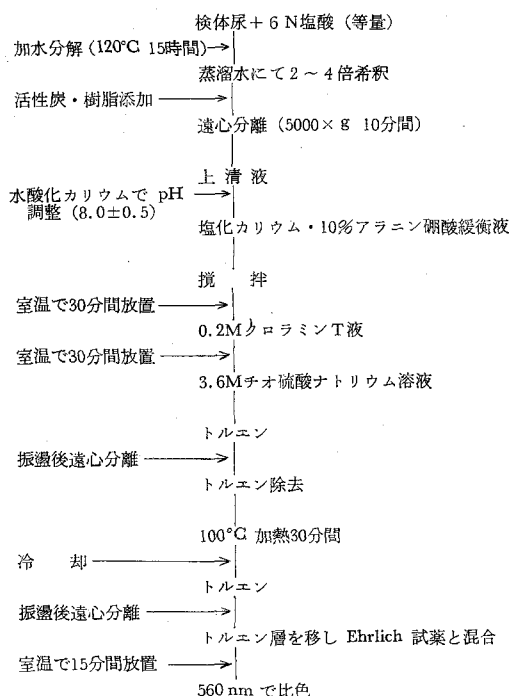 検体尿+6N塩酸（等量）
加水分解（120°C 15時間）
蒸溜水にて2～4倍希釈
活性炭・樹脂添加
遠心分離（5000×g 10分間）
上清液
水酸化カリウムで pH
調整（8.0±0.5）
塩化カリウム・10%アラニン硼酸緩衝液
攪拌
室温で30分間放置
0.2MクロラミンT液
室温で30分間放置
3.6Mチオ硫酸ナトリウム溶液
トルエン
振盪後遠心分離
トルエン除去
100°C 加熱30分間
冷却
トルエン
振盪後遠心分離
トルエン層を移し Ehrlich 試薬と混合
室温で15分間放置
560 nm で比色